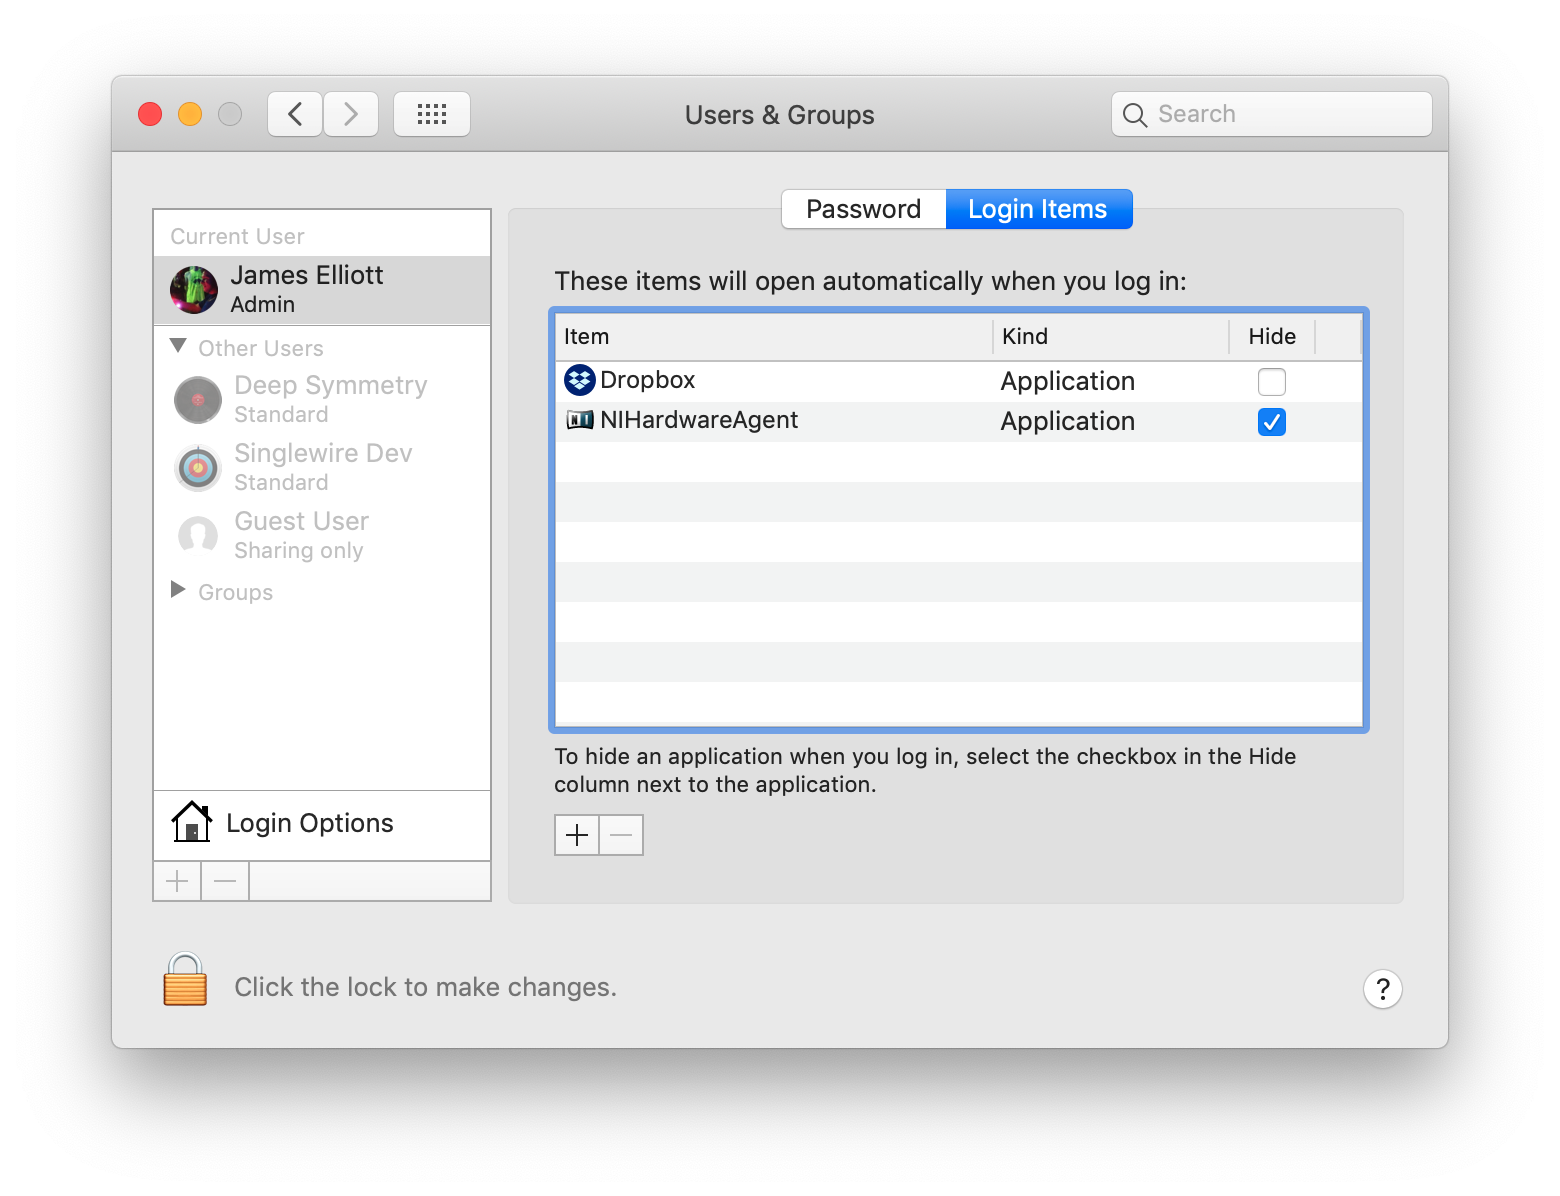 Users & Groups
Search
Password
Login Items
Current User
James Elliott
Admin
Other Users
Deep Symmetry
Standard
Singlewire Dev
Standard
Guest User
Sharing only
Groups
Login Options
These items will open automatically when you log in:
Item Kind Hide
Dropbox Application
NIHardwareAgent Application
To hide an application when you log in, select the checkbox in the Hide
column next to the application.
Click the lock to make changes.
?